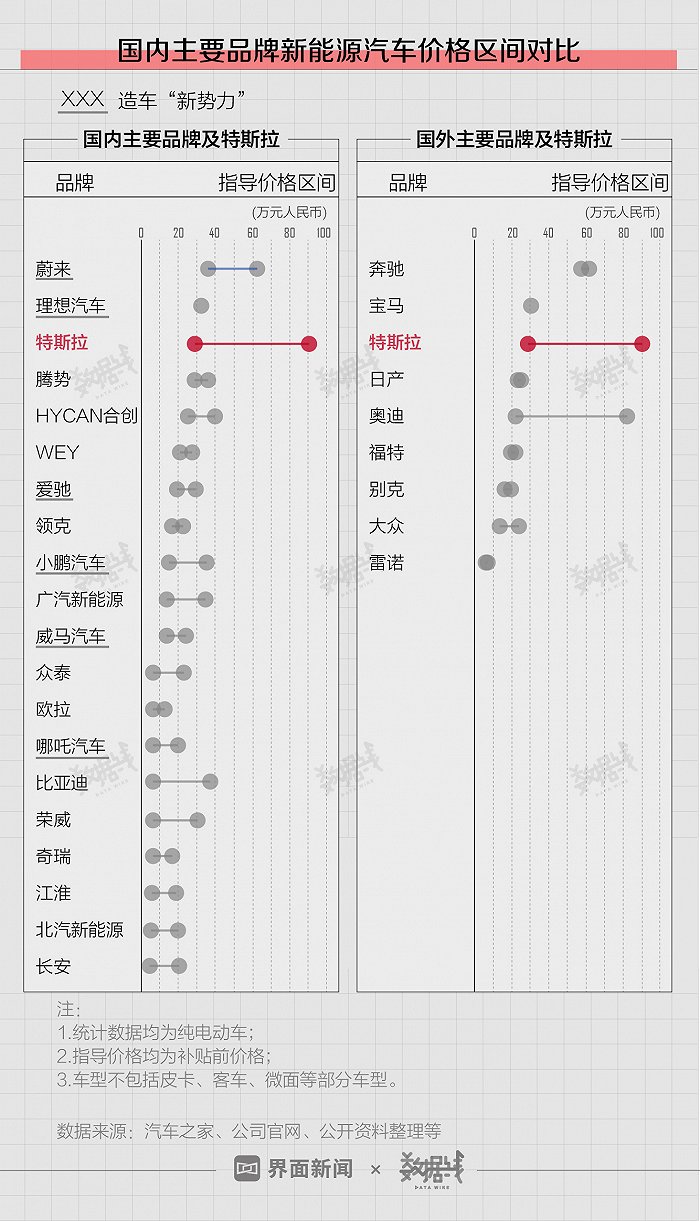 国内主要品牌新能源汽车价格区间对比
XXX 造车“新势力”
国内主要品牌及特斯拉
品牌 指导价格区间
(万元人民币)
0 20 40 60 80 100
蔚来
理想汽车
特斯拉
腾势
HYCAN合创
WEY
爱驰
领克
小鹏汽车
广汽新能源
威马汽车
众泰
欧拉
哪吒汽车
比亚迪
荣威
奇瑞
江淮
北汽新能源
长安
国外主要品牌及特斯拉
品牌 指导价格区间
(万元人民币)
0 20 40 60 80 100
奔驰
宝马
特斯拉
日产
奥迪
福特
别克
大众
雷诺
注:
1.统计数据均为纯电动车;
2.指导价格均为补贴前价格;
3.车型不包括皮卡、客车、微面等部分车型。
数据来源: 汽车之家、公司官网、公开资料整理等
界面新闻 × 数据线
DATA WIRE